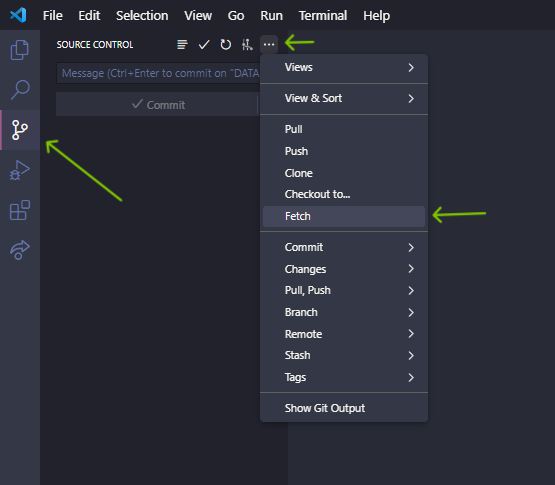 File Edit Selection View Go Run Terminal Help
SOURCE CONTROL
Message (Ctrl+Enter to commit on "DATA
Commit
Views
View & Sort
Pull
Push
Clone
Checkout to...
Fetch
Commit
Changes
Pull, Push
Branch
Remote
Stash
Tags
Show Git Output